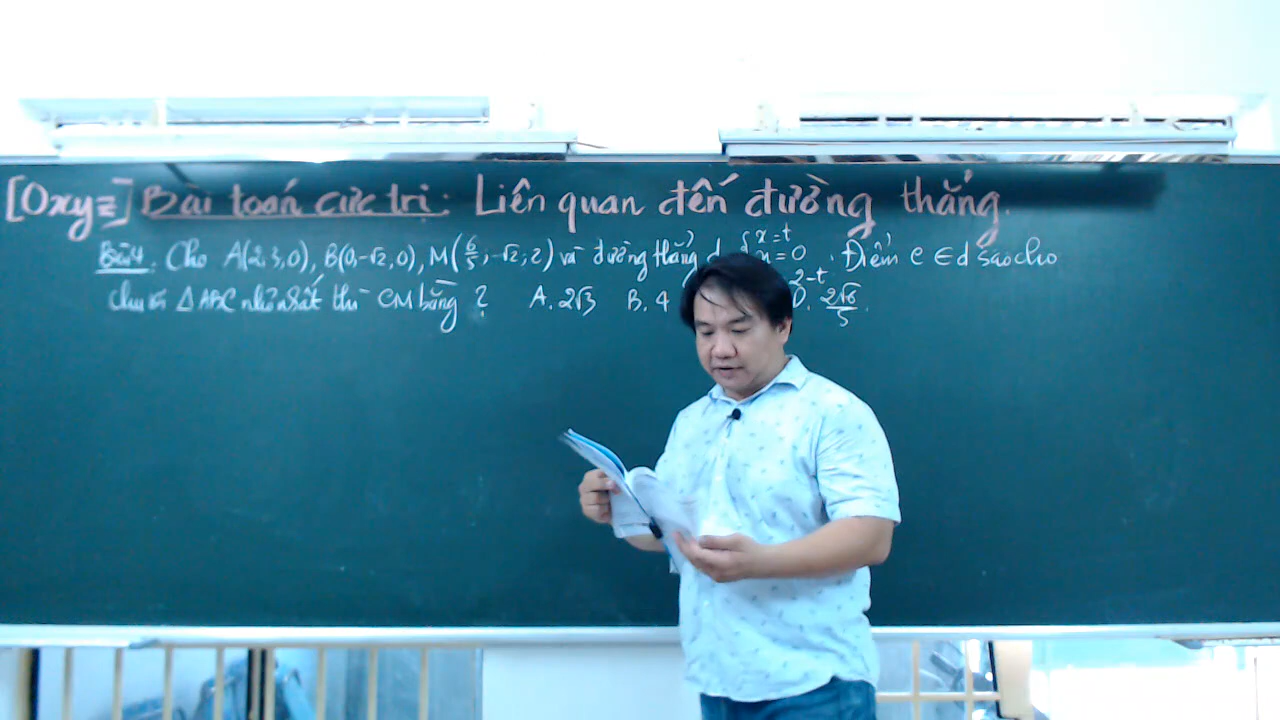 [Oxyz] Bài toán cực trị: Liên quan đến đường thẳng.
Bài 4. Cho A(2,3,0), B(0,-√2,0), M(6/5,-√2,2) và đường thẳng d {x=t =0 2-t. Điểm C ∈ d sao cho
chu vi ΔABC nhỏ nhất thì CM bằng? A. 2√3 B. 4 D. 2√6/5.